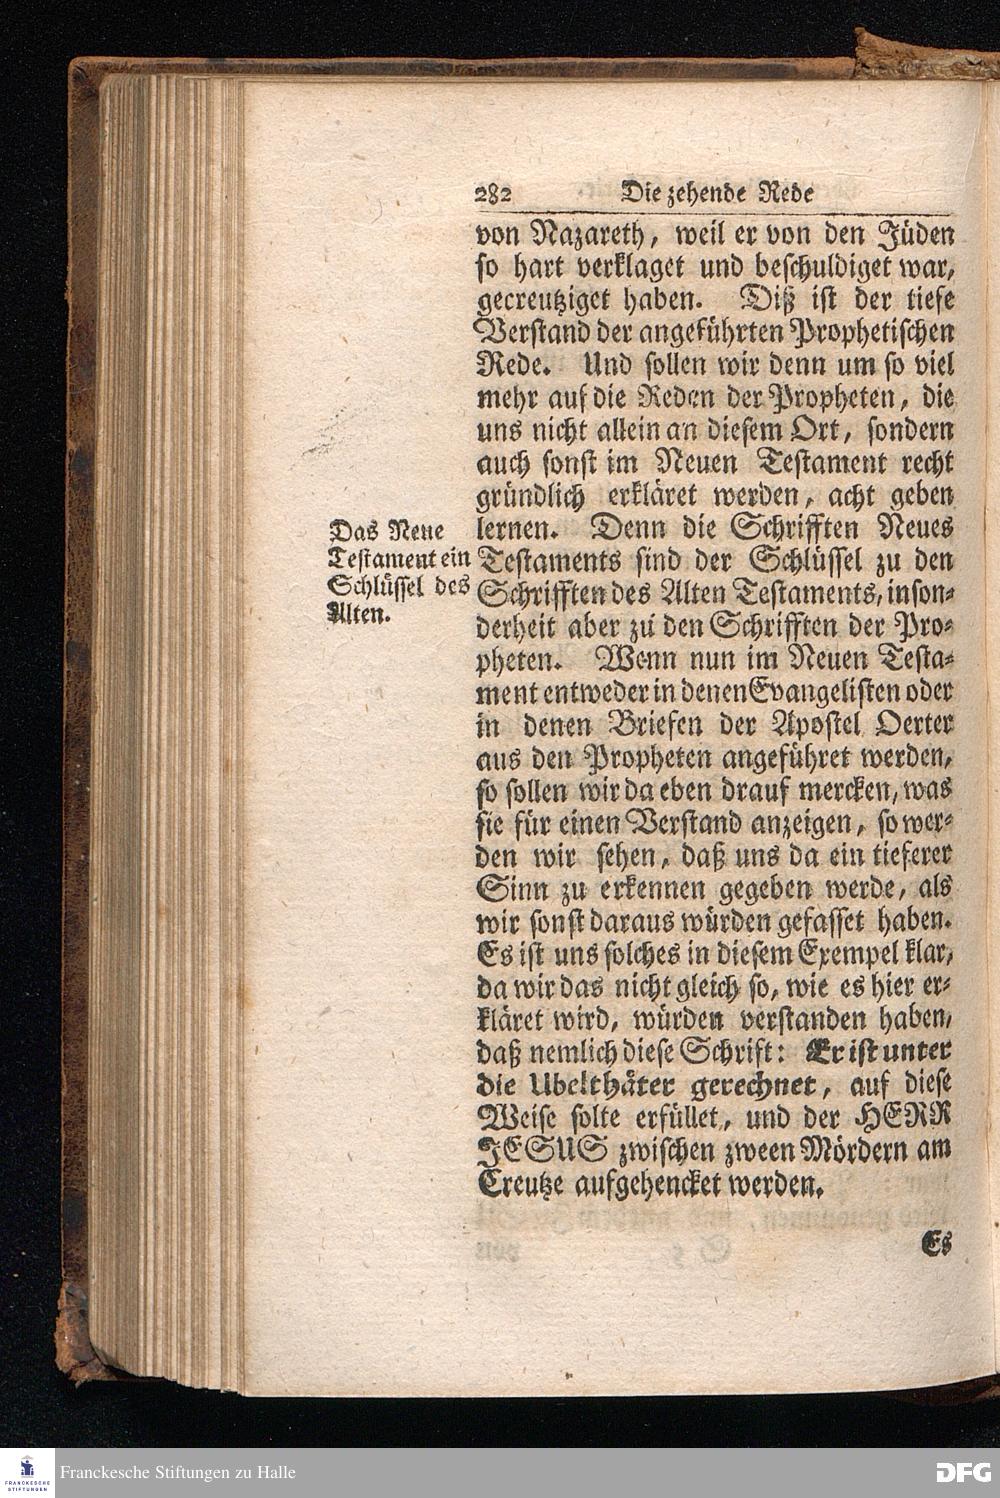 282 Die zehende Rede
von Nazareth, weil er von den Jüden
so hart verklaget und beschuldiget war,
gecreutziget haben. Diß ist der tiefe
Verstand der angeführten Prophetischen
Rede. Und sollen wir denn um so viel
mehr auf die Reden der Propheten, die
uns nicht allein an diesem Ort, sondern
auch sonst im Neuen Testament recht
gründlich erkläret werden, acht geben
lernen. Denn die Schrifften Neues
Testaments sind der Schlüssel zu den
Schrifften des Alten Testaments, inson-
derheit aber zu den Schrifften der Pro-
pheten. Wenn nun im Neuen Testa-
ment entweder in denen Evangelisten oder
in denen Briefen der Apostel Oerter
aus den Propheten angeführet werden,
so sollen wir da eben drauf mercken, was
sie für einen Verstand anzeigen, so wer-
den wir sehen, daß uns da ein tieferer
Sinn zu erkennen gegeben werde, als
wir sonst daraus würden gefasset haben.
Es ist uns solches in diesem Exempel klar,
da wir das nicht gleich so, wie es hier er-
kläret wird, würden verstanden haben,
daß nemlich diese Schrift: Er ist unter
die Ubelthäter gerechnet, auf diese
Weise solte erfüllet, und der HERR
JESUS zwischen zween Mördern am
Creutze aufgehencket werden.
Es
Das Neue
Testament ein
Schlüssel des
Alten.
Franckesche Stiftungen zu Halle
FRANCKESCHE
STIFTUNGEN
DFG